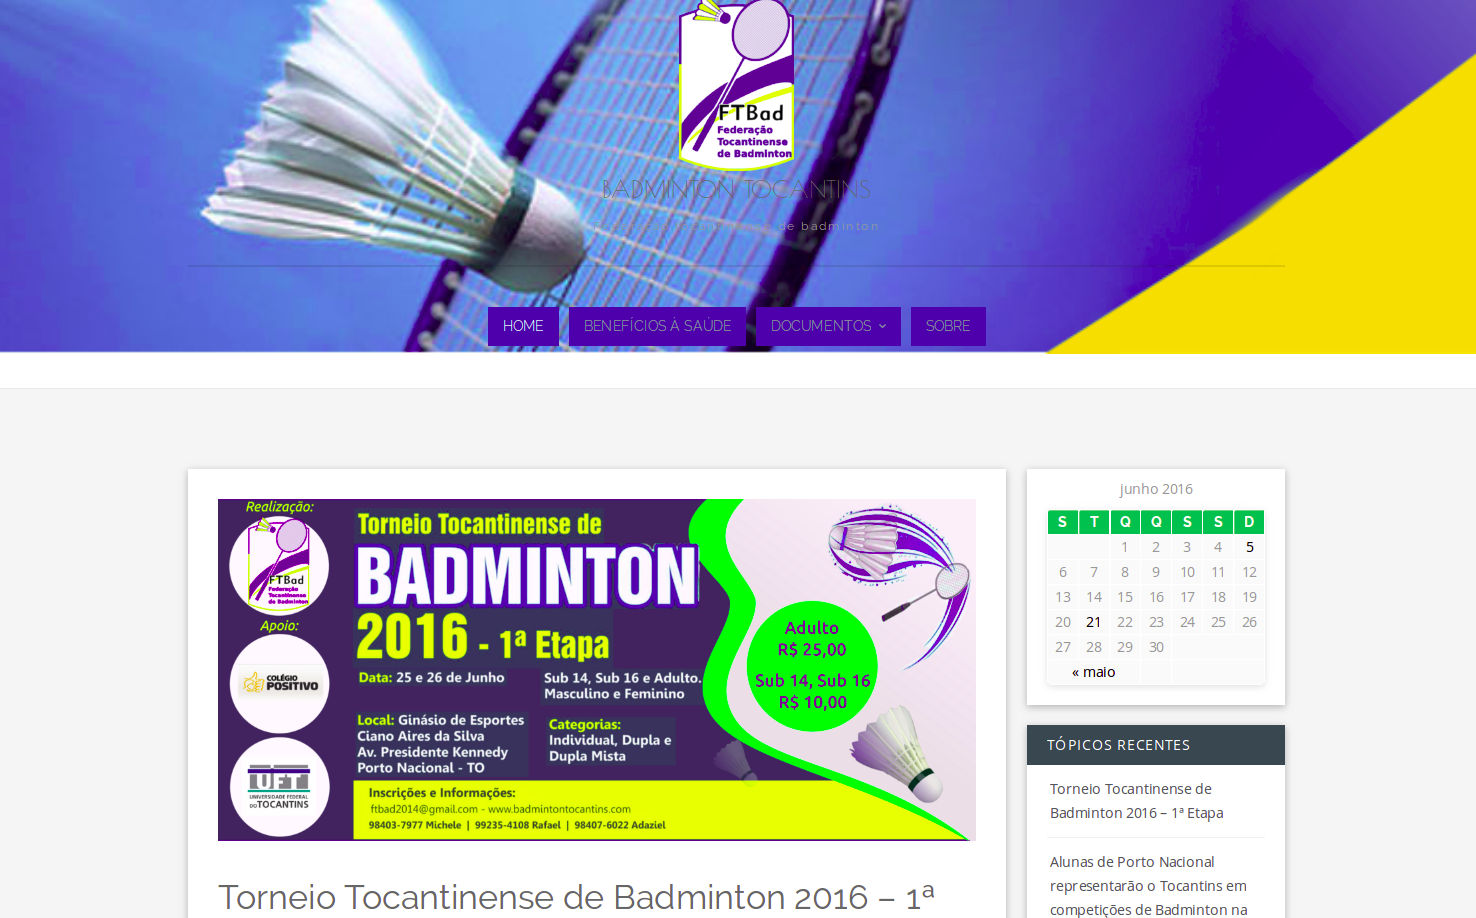 FTBad
Federação
Tocantinense
de Badminton
BADMINTON TOCANTINS
de badminton
HOME
BENEFÍCIOS À SAÚDE
DOCUMENTOS
SOBRE
Realização:
FTBad
Federação
Tocantinense
de Badminton
Apoio:
COLÉGIO
POSITIVO
UFT
UNIVERSIDADE FEDERAL
DO TOCANTINS
Torneio Tocantinense de
BADMINTON
2016 - 1ª Etapa
Data: 25 e 26 de Junho
Sub 14, Sub 16 e Adulto.
Masculino e Feminino
Local: Ginásio de Esportes
Ciano Aires da Silva
Av. Presidente Kennedy
Porto Nacional - TO
Categorias:
Individual, Dupla e
Dupla Mista
Adulto
R$ 25,00
Sub 14, Sub 16
R$ 10,00
Inscrições e Informações:
ftbad2014@gmail.com - www.badmintontocantins.com
98403-7977 Michele | 99235-4108 Rafael | 98407-6022 Adaziel
Torneio Tocantinense de Badminton 2016 – 1ª
junho 2016
S T Q Q S S D
1 2 3 4 5
6 7 8 9 10 11 12
13 14 15 16 17 18 19
20 21 22 23 24 25 26
27 28 29 30
« maio
TÓPICOS RECENTES
Torneio Tocantinense de
Badminton 2016 – 1ª Etapa
Alunas de Porto Nacional
representarão o Tocantins em
competições de Badminton na